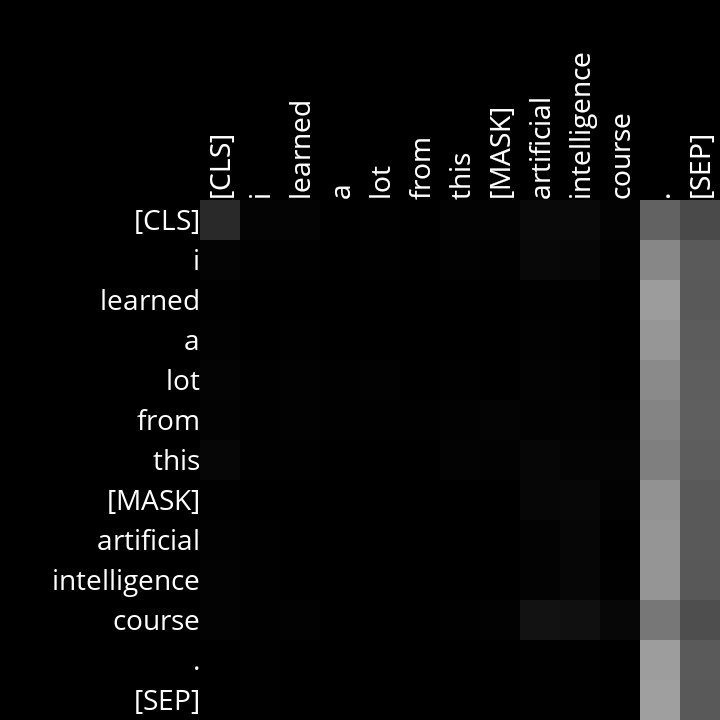 [CLS] i learned a lot from this [MASK] artificial intelligence course . [SEP]
[CLS]
i
learned
a
lot
from
this
[MASK]
artificial
intelligence
course
.
[SEP]